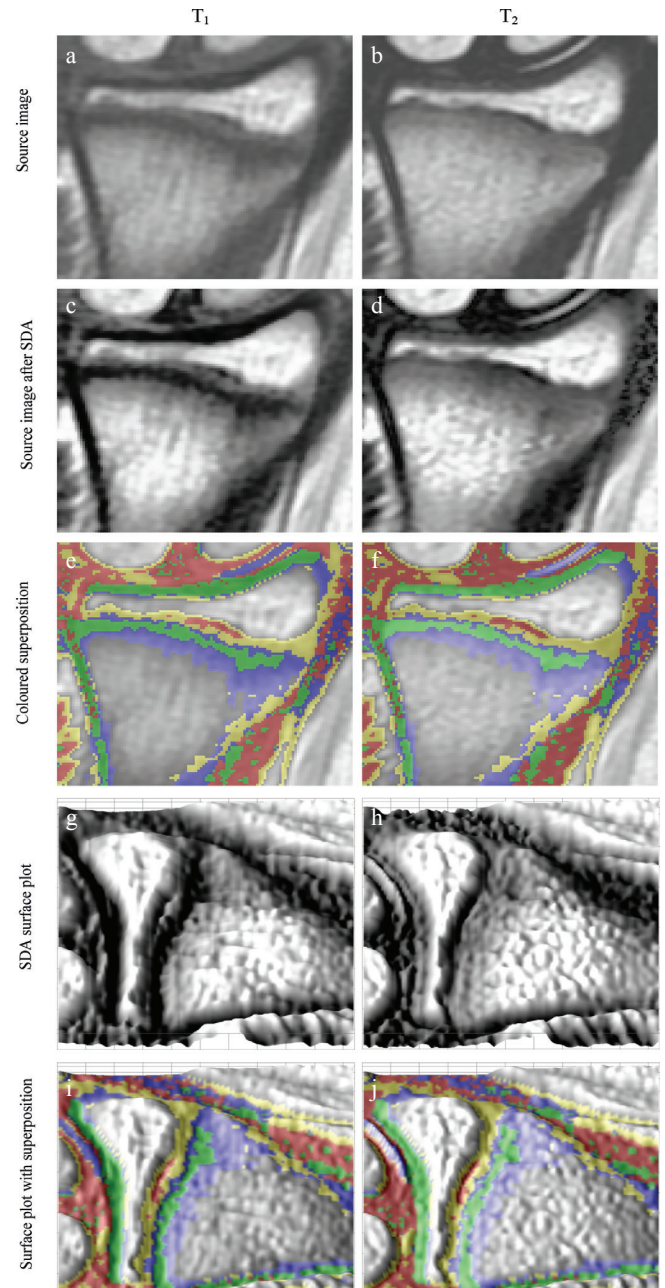 T₁ T₂
Source image
a b
Source image after SDA
c d
Coloured superposition
e f
SDA surface plot
g h
Surface plot with superposition
i j